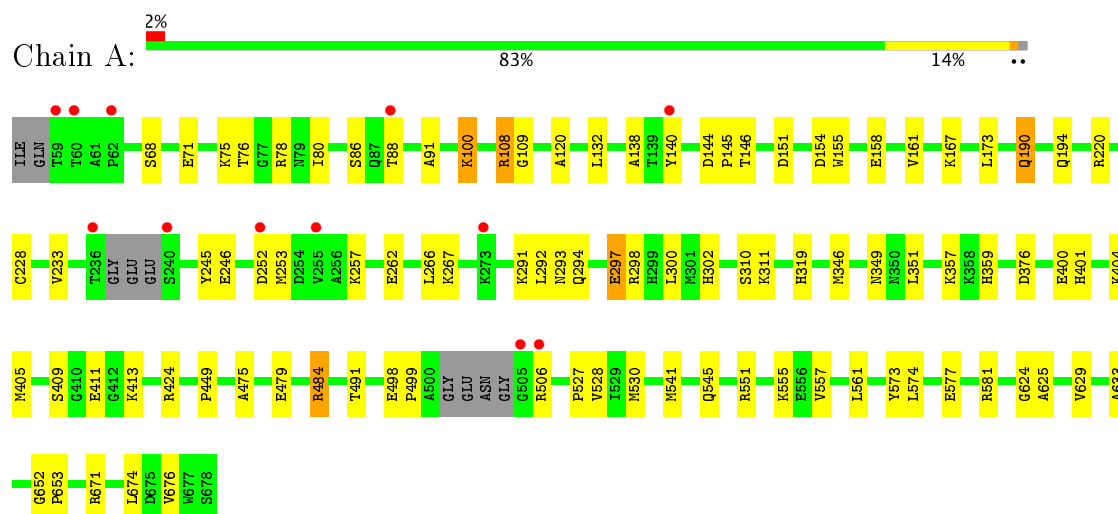 2%
Chain A:
83% 14% ••
ILE GLN T59 T60 A61 P62 S68 E71 K75 T76 G77 R78 N79 I80 S86 Q87 T88 A91 K100 R108 G109 A120 L132 A138 T139 Y140 D144 P145 T146 D151 D154 W155 E158 V161 K167 L173 Q190 Q194 R220
C228 V233 T236 GLY GLU GLU S240 Y245 E246 D252 M253 D254 V255 A256 K257 E262 L266 K267 K273 K291 L292 N293 Q294 E297 R298 H299 L300 M301 H302 S310 K311 H319 M346 N349 N350 L351 K357 K358 H359 D376 E400 H401 K404
M405 S409 G410 E411 G412 K413 R424 P449 A475 E479 R484 T491 E498 P499 A500 GLY GLU ASN GLY G505 R506 P527 V528 I529 M530 M541 Q545 R551 K555 E556 V557 L561 Y573 L574 E577 R581 G624 A625 V629 A633
G652 P653 R671 L674 D675 V676 W677 S678